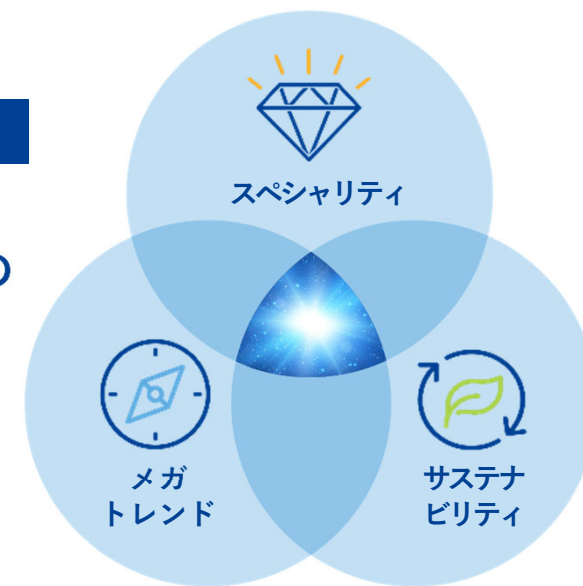 スペシャリティ
の
メガ
トレンド
サステナ
ビリティ